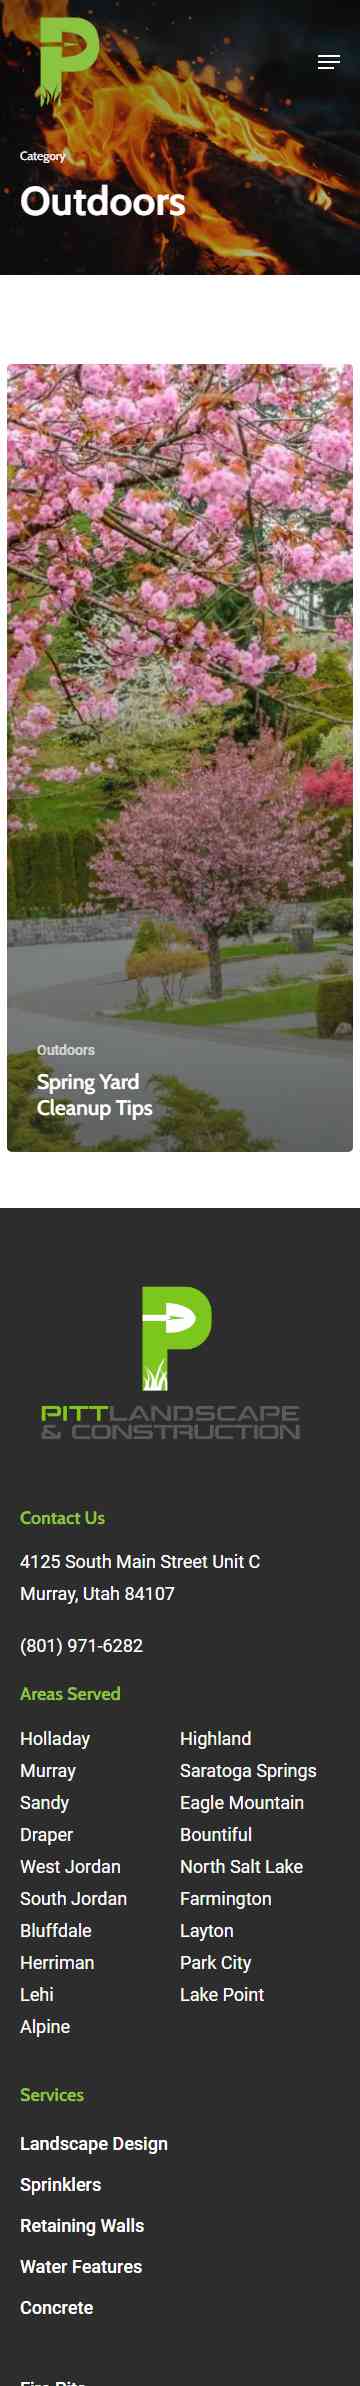 Category
Outdoors
Outdoors
Spring Yard
Cleanup Tips
PITTLANDSCAPE
& CONSTRUCTION
Contact Us
4125 South Main Street Unit C
Murray, Utah 84107
(801) 971-6282
Areas Served
Holladay
Murray
Sandy
Draper
West Jordan
South Jordan
Bluffdale
Herriman
Lehi
Alpine
Highland
Saratoga Springs
Eagle Mountain
Bountiful
North Salt Lake
Farmington
Layton
Park City
Lake Point
Services
Landscape Design
Sprinklers
Retaining Walls
Water Features
Concrete